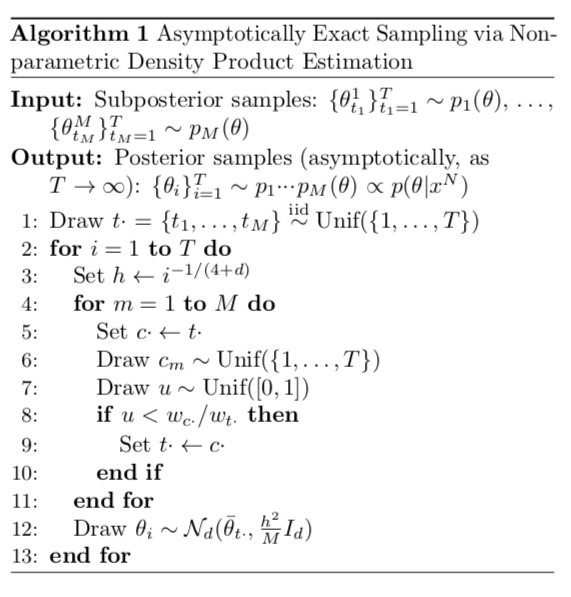 Algorithm 1 Asymptotically Exact Sampling via Non-
parametric Density Product Estimation
Input: Subposterior samples: {θ^1_{t_1}}^T_{t_1=1} ∼ p_1(θ), …,
{θ^M_{t_M}}^T_{t_M=1} ∼ p_M(θ)
Output: Posterior samples (asymptotically, as
T → ∞): {θ_i}^T_{i=1} ∼ p_1···p_M(θ) ∝ p(θ|x^N)
1: Draw t· = {t_1, …, t_M} iid∼ Unif({1, …, T})
2: for i = 1 to T do
3: Set h ← i^{−1/(4+d)}
4: for m = 1 to M do
5: Set c· ← t·
6: Draw c_m ∼ Unif({1, …, T})
7: Draw u ∼ Unif([0, 1])
8: if u < w_{c·}/w_{t·} then
9: Set t· ← c·
10: end if
11: end for
12: Draw θ_i ∼ N_d(θ̄_{t·}, h^2/M I_d)
13: end for